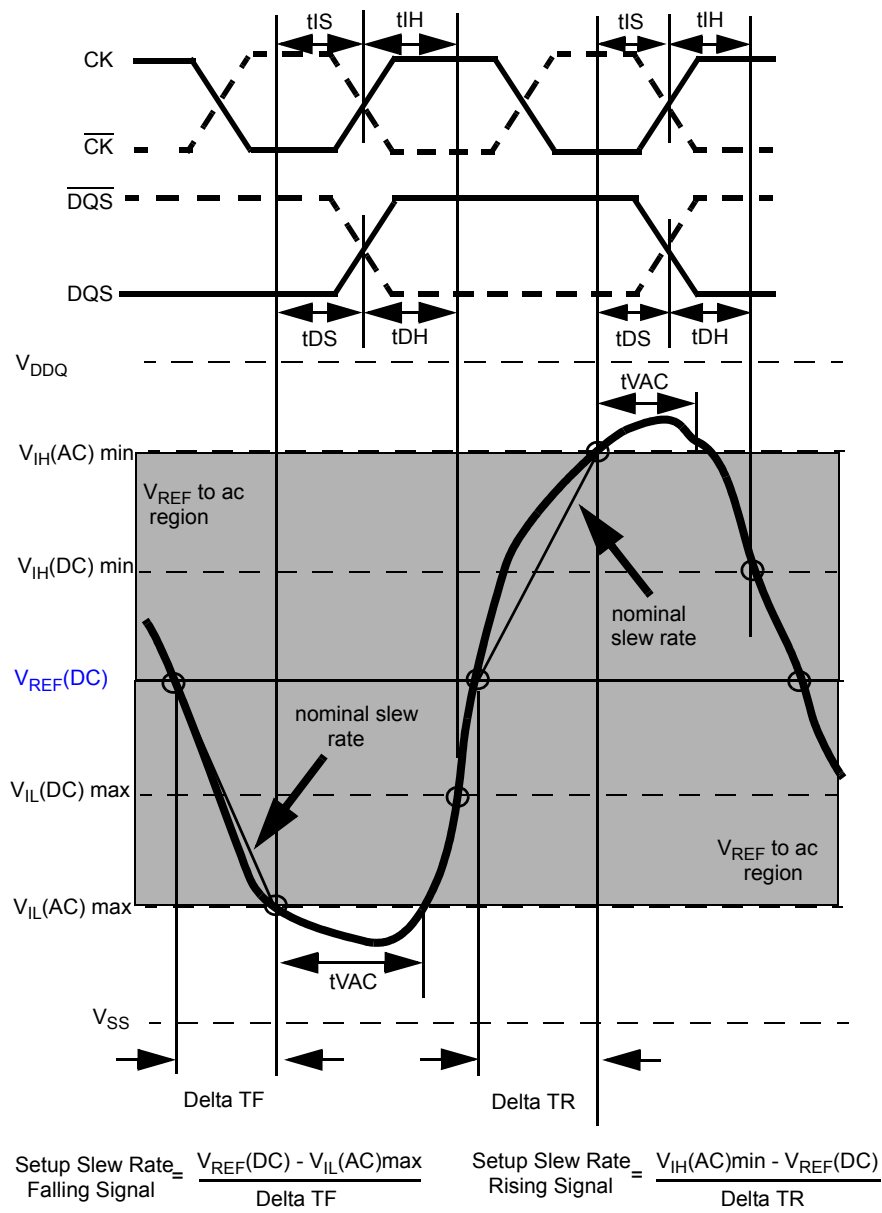 tIS tIH tIS tIH
CK
CK
DQS
DQS
tDS tDH tDS tDH
VDDQ
tVAC
VIH(AC) min
VREF to ac
region
VIH(DC) min
nominal
slew rate
VREF(DC)
nominal slew
rate
VIL(DC) max
VREF to ac
region
VIL(AC) max
tVAC
VSS
Delta TF Delta TR
Setup Slew Rate
Falling Signal
= VREF(DC) - VIL(AC)max
Delta TF
Setup Slew Rate
Rising Signal
= VIH(AC)min - VREF(DC)
Delta TR